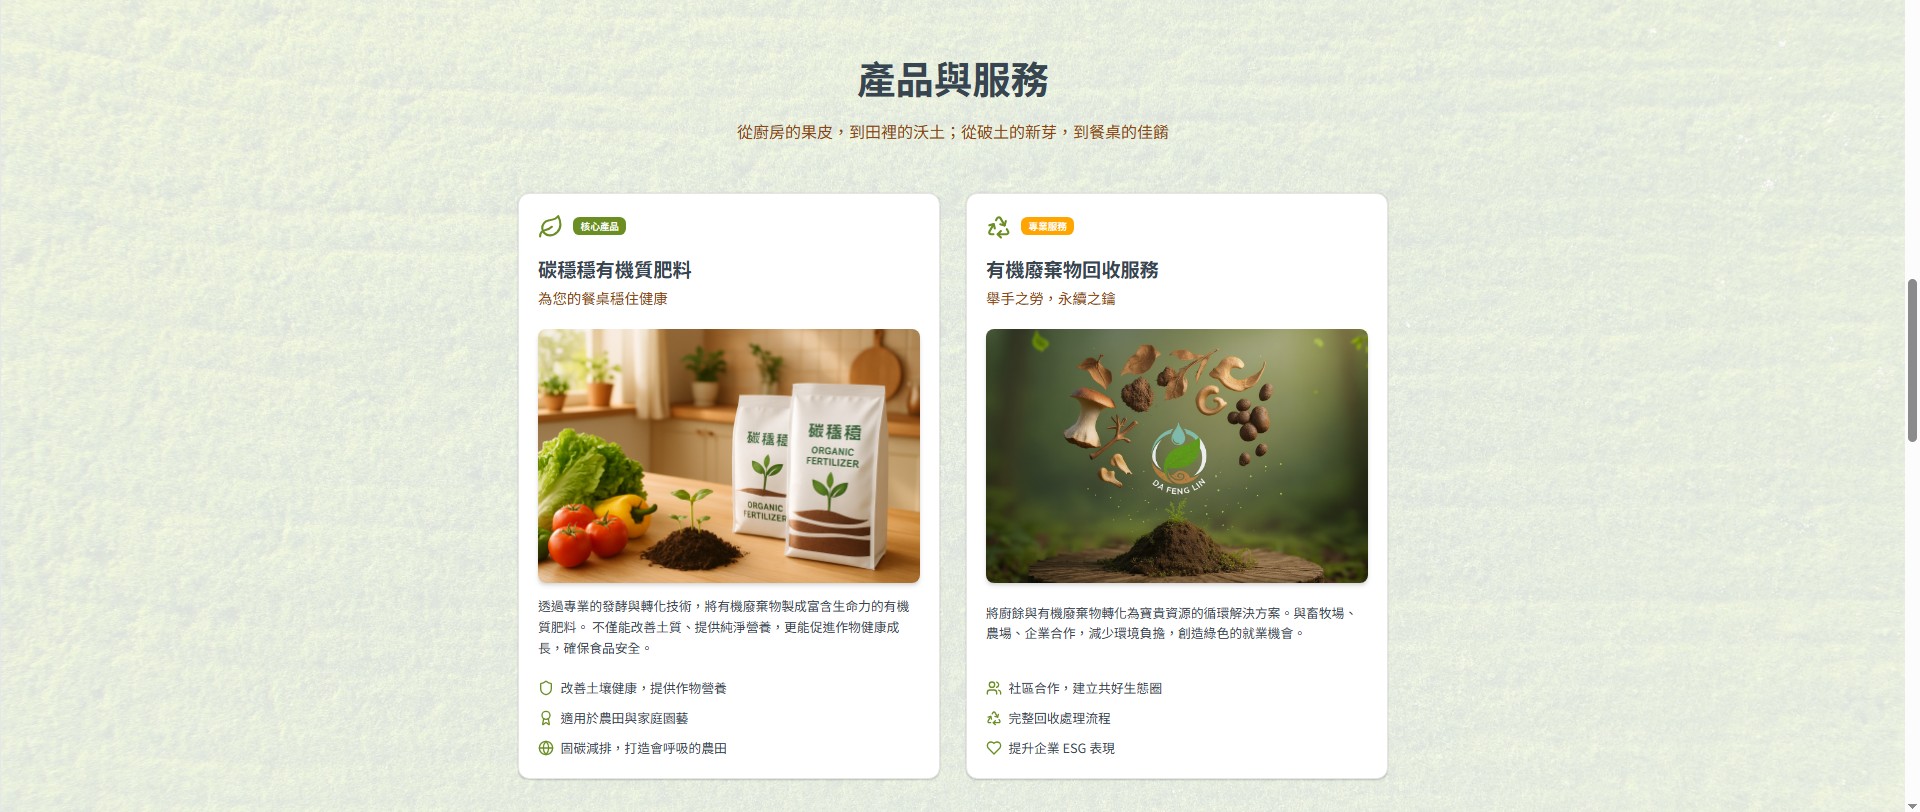 產品與服務
從廚房的果皮，到田裡的沃土；從破土的新芽，到餐桌的佳餚
核心產品
碳穩穩有機質肥料
為您的餐桌穩住健康
碳穩穩
ORGANIC
FERTILIZER
碳穩穩
ORGANIC
FERTILIZER
透過專業的發酵與轉化技術，將有機廢棄物製成富含生命力的有機
質肥料。 不僅能改善土質、提供純淨營養，更能促進作物健康成
長，確保食品安全。
改善土壤健康，提供作物營養
適用於農田與家庭園藝
固碳減排，打造會呼吸的農田
專業服務
有機廢棄物回收服務
舉手之勞，永續之鑰
DA FENG LIN
將廚餘與有機廢棄物轉化為寶貴資源的循環解決方案。與畜牧場、
農場、企業合作，減少環境負擔，創造綠色的就業機會。
社區合作，建立共好生態圈
完整回收處理流程
提升企業 ESG 表現